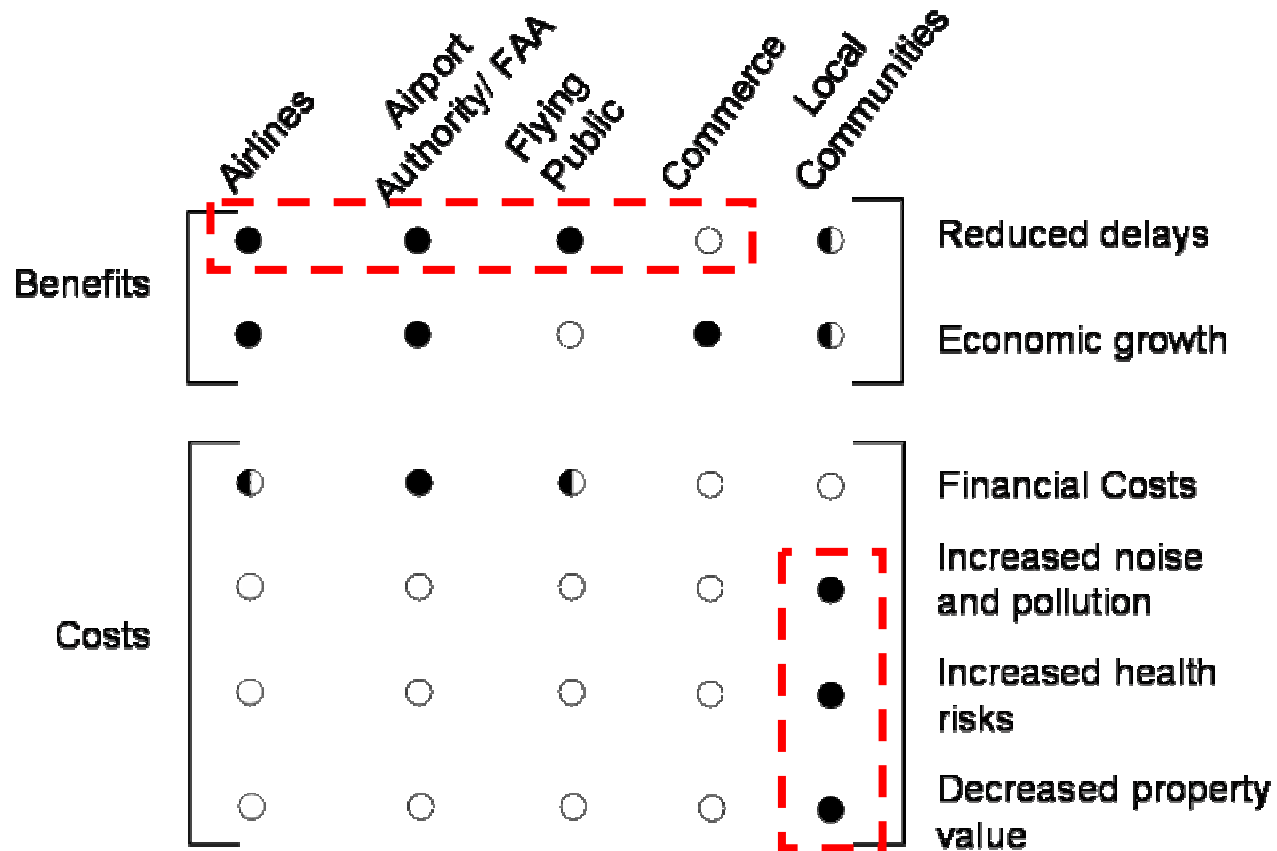 Airlines
Airport
Authority/ FAA
Flying
Public
Commerce
Local
Communities
Benefits
Reduced delays
Economic growth
Costs
Financial Costs
Increased noise
and pollution
Increased health
risks
Decreased property
value